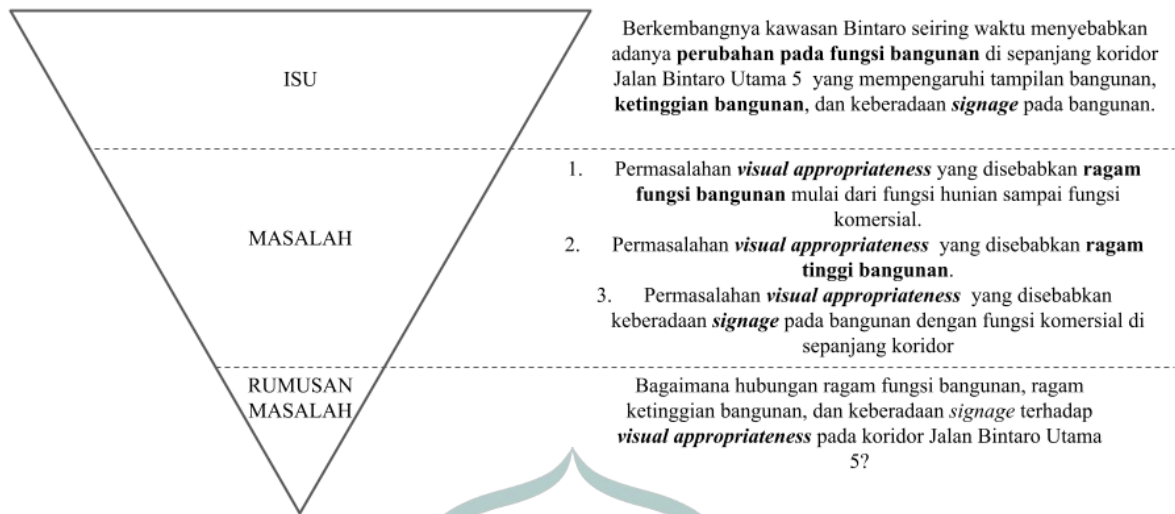 ISU
Berkembangnya kawasan Bintaro seiring waktu menyebabkan
adanya perubahan pada fungsi bangunan di sepanjang koridor
Jalan Bintaro Utama 5 yang mempengaruhi tampilan bangunan,
ketinggian bangunan, dan keberadaan signage pada bangunan.
MASALAH
1. Permasalahan visual appropriateness yang disebabkan ragam
fungsi bangunan mulai dari fungsi hunian sampai fungsi
komersial.
2. Permasalahan visual appropriateness yang disebabkan ragam
tinggi bangunan.
3. Permasalahan visual appropriateness yang disebabkan
keberadaan signage pada bangunan dengan fungsi komersial di
sepanjang koridor
RUMUSAN
MASALAH
Bagaimana hubungan ragam fungsi bangunan, ragam
ketinggian bangunan, dan keberadaan signage terhadap
visual appropriateness pada koridor Jalan Bintaro Utama
5?